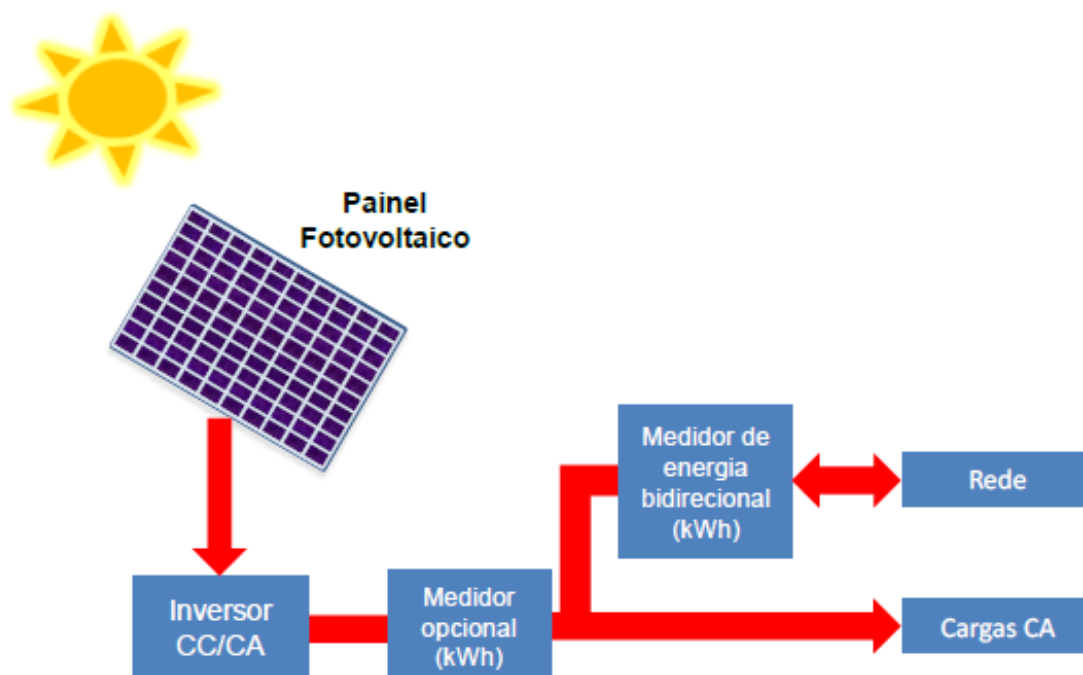 Painel
Fotovoltaico
Medidor de
energia
bidirecional
(kWh)
Rede
Inversor
CC/CA
Medidor
opcional
(kWh)
Cargas CA